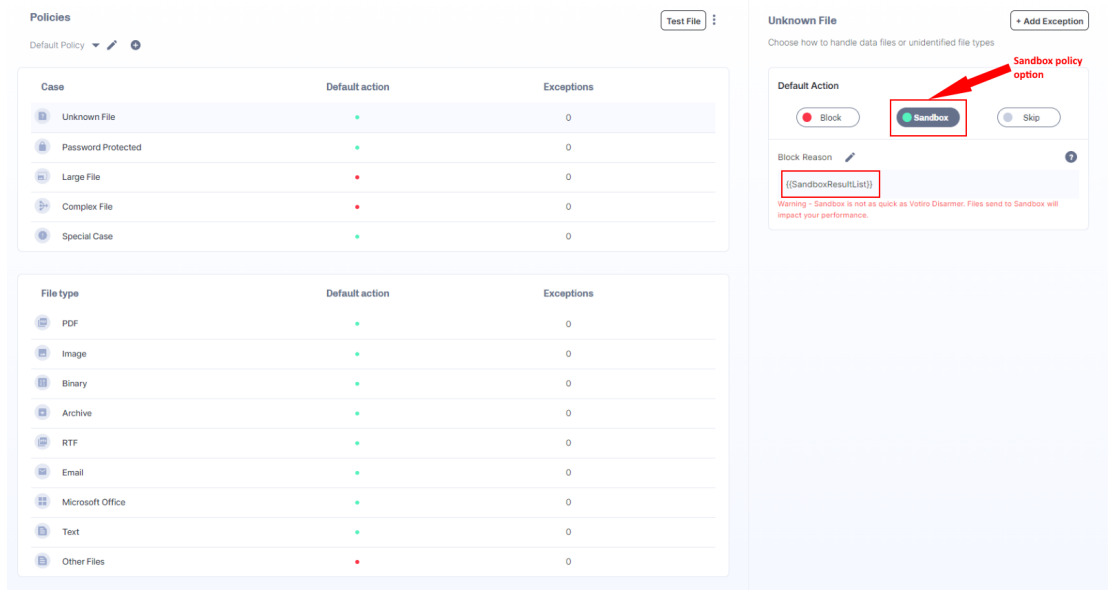 Policies
Test File
Default Policy
Case Default action Exceptions
Unknown File 0
Password Protected 0
Large File 0
Complex File 0
Special Case 0
File type Default action Exceptions
PDF 0
Image 0
Binary 0
Archive 0
RTF 0
Email 0
Microsoft Office 0
Text 0
Other Files 0
Unknown File
+ Add Exception
Choose how to handle data files or unidentified file types
Sandbox policy
option
Default Action
Block Sandbox Skip
Block Reason ?
{{SandboxResultList}}
Warning - Sandbox is not as quick as Votiro Disarmer. Files send to Sandbox will
impact your performance.